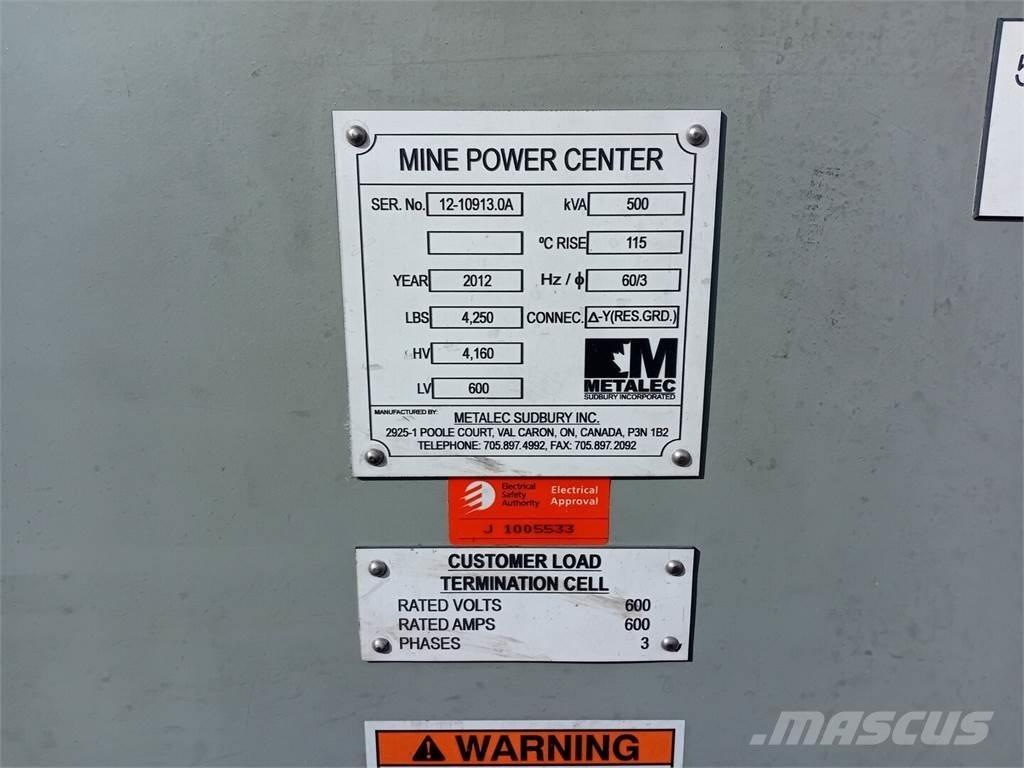 MINE POWER CENTER
SER. No. 12-10913.0A kVA 500
ºC RISE 115
YEAR 2012 Hz / ϕ 60/3
LBS 4,250 CONNEC. Δ-Y(RES.GRD.)
HV 4,160
LV 600
M
METALEC
SUDBURY INCORPORATED
MANUFACTURED BY:
METALEC SUDBURY INC.
2925-1 POOLE COURT, VAL CARON, ON, CANADA, P3N 1B2
TELEPHONE: 705.897.4992, FAX: 705.897.2092
Electrical
Safety
Authority
Electrical
Approval
J 1005533
CUSTOMER LOAD
TERMINATION CELL
RATED VOLTS 600
RATED AMPS 600
PHASES 3
WARNING
MASCUS